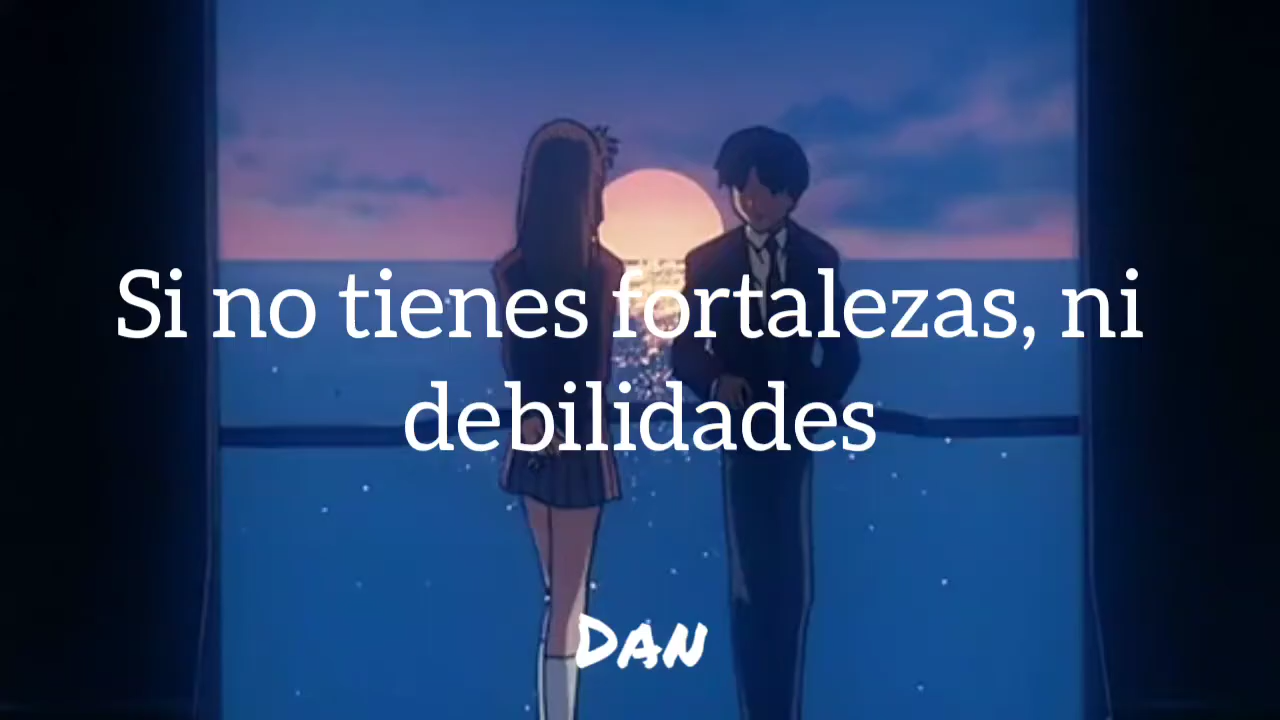 Si no tienes fortalezas, ni
debilidades
Dan